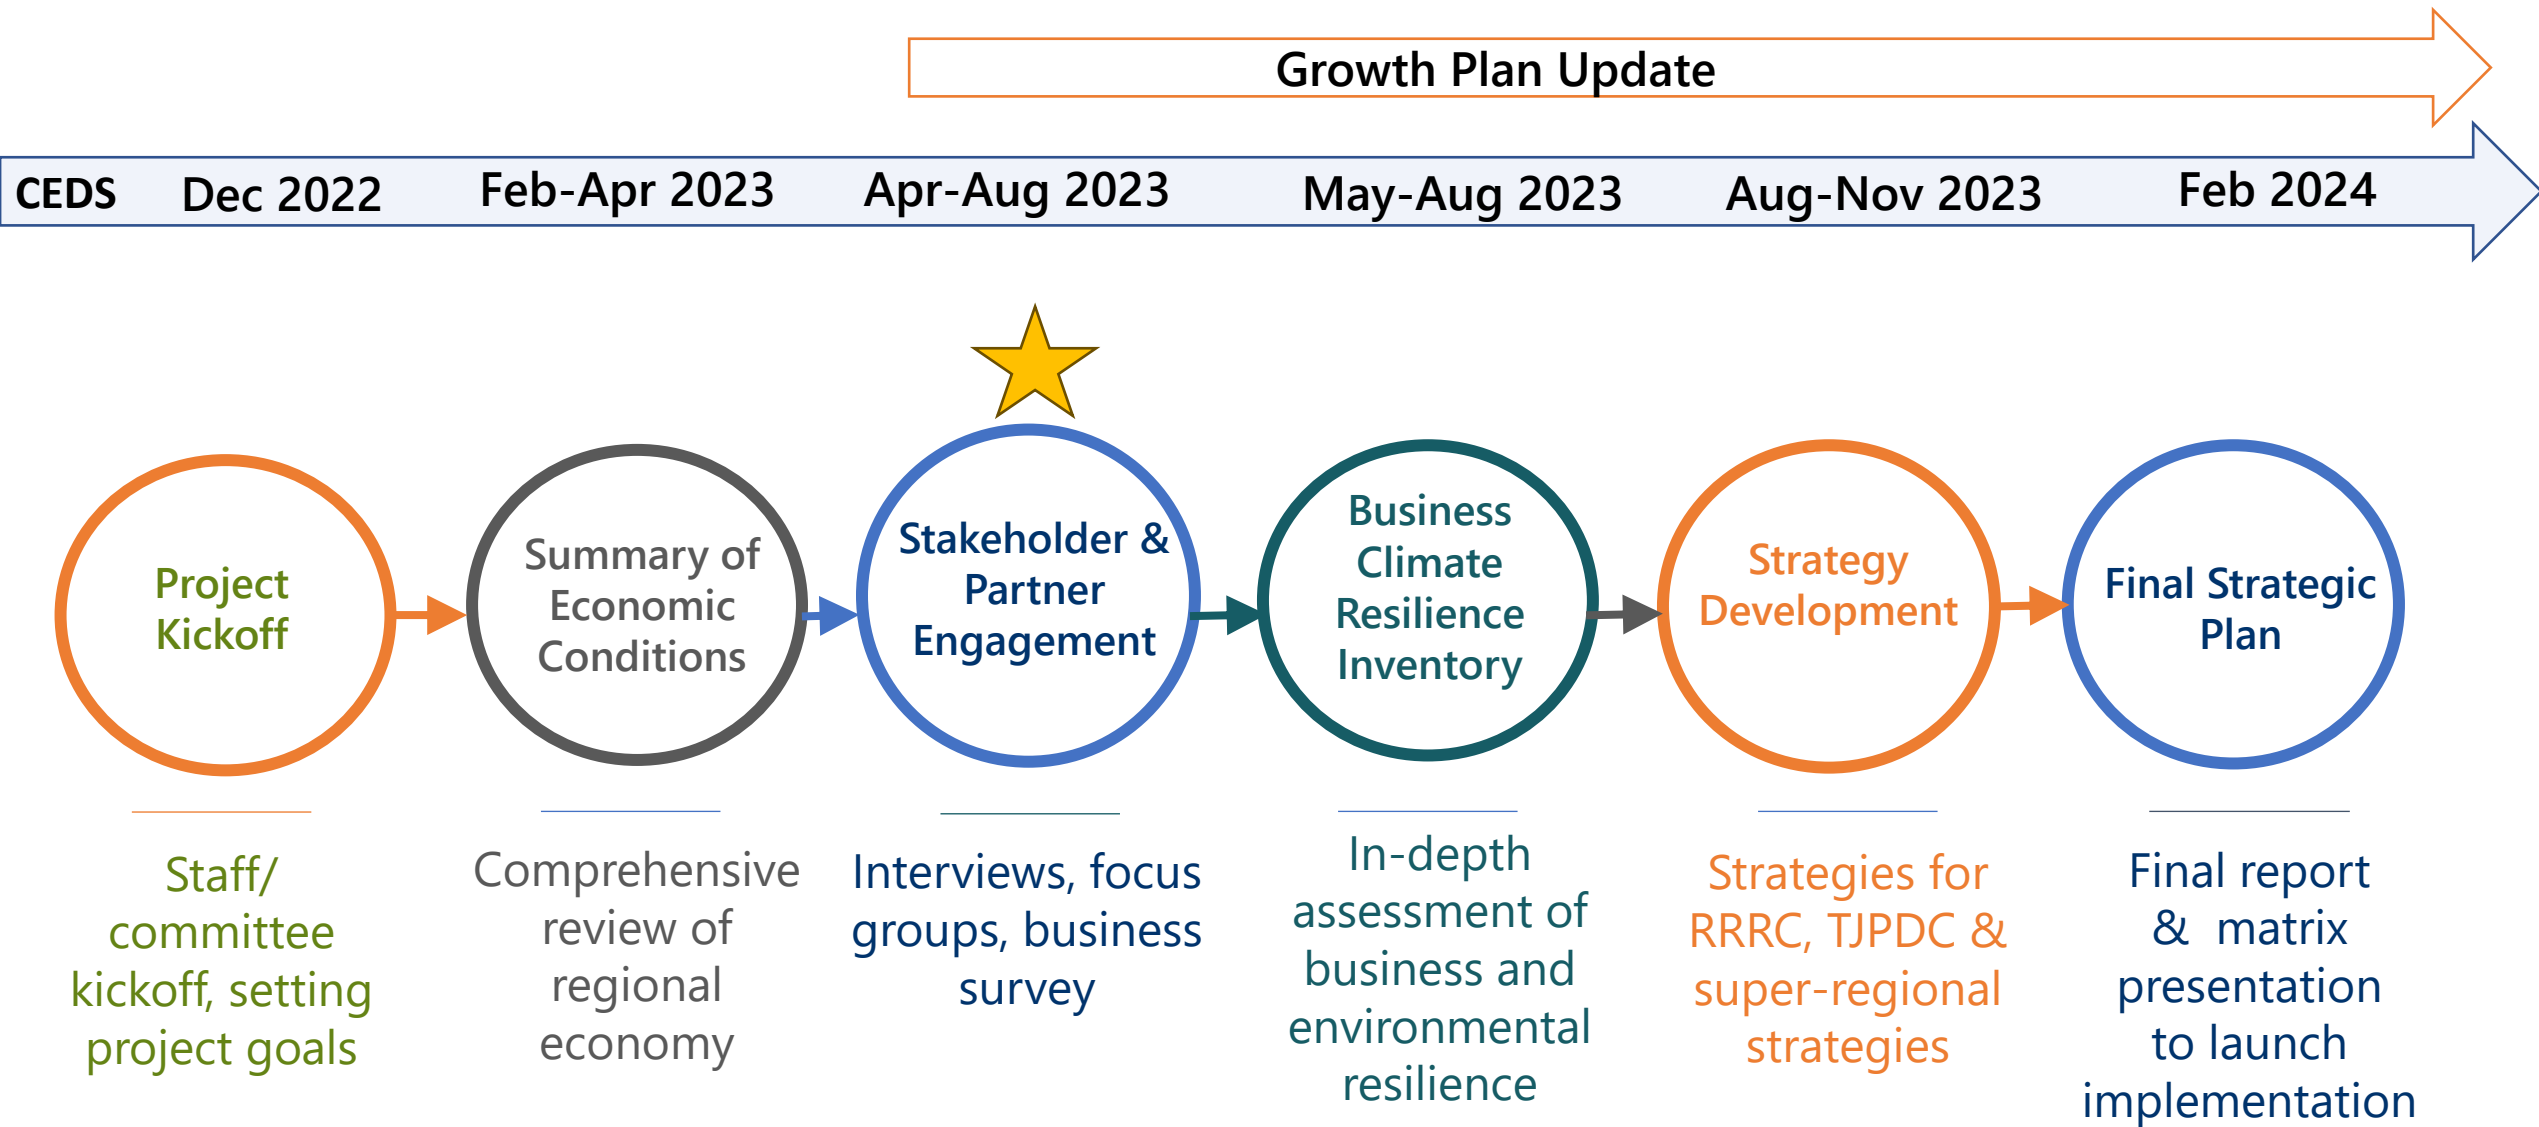 Growth Plan Update
CEDS Dec 2022 Feb-Apr 2023 Apr-Aug 2023 May-Aug 2023 Aug-Nov 2023 Feb 2024
Project
Kickoff
Summary of
Economic
Conditions
Stakeholder &
Partner
Engagement
Business
Climate
Resilience
Inventory
Strategy
Development
Final Strategic
Plan
Staff/
committee
kickoff, setting
project goals
Comprehensive
review of
regional
economy
Interviews, focus
groups, business
survey
In-depth
assessment of
business and
environmental
resilience
Strategies for
RRRC, TJPDC &
super-regional
strategies
Final report
& matrix
presentation
to launch
implementation